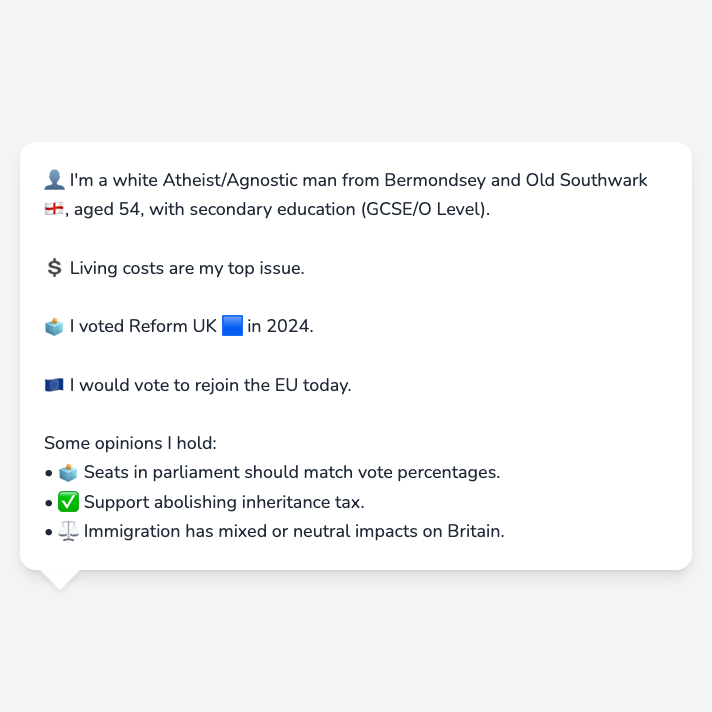 👤 I'm a white Atheist/Agnostic man from Bermondsey and Old Southwark
🏴󠁧󠁢󠁥󠁮󠁧󠁿, aged 54, with secondary education (GCSE/O Level).
💲 Living costs are my top issue.
🗳️ I voted Reform UK 🟦 in 2024.
🇪🇺 I would vote to rejoin the EU today.
Some opinions I hold:
• 🗳️ Seats in parliament should match vote percentages.
• ✅ Support abolishing inheritance tax.
• ⚖️ Immigration has mixed or neutral impacts on Britain.